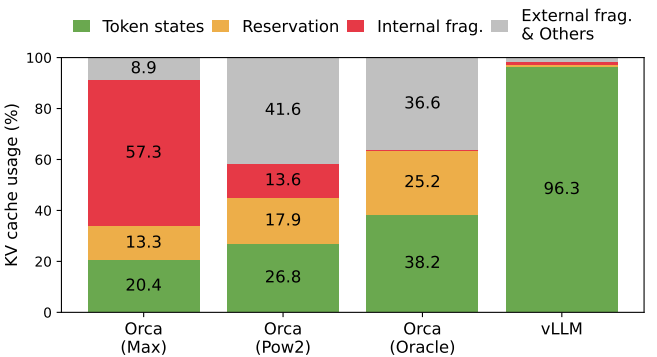 Token states
Reservation
Internal frag.
External frag.
& Others
KV cache usage (%)
100
80
60
40
20
0
8.9
57.3
13.3
20.4
41.6
13.6
17.9
26.8
36.6
25.2
38.2
96.3
Orca
(Max)
Orca
(Pow2)
Orca
(Oracle)
vLLM